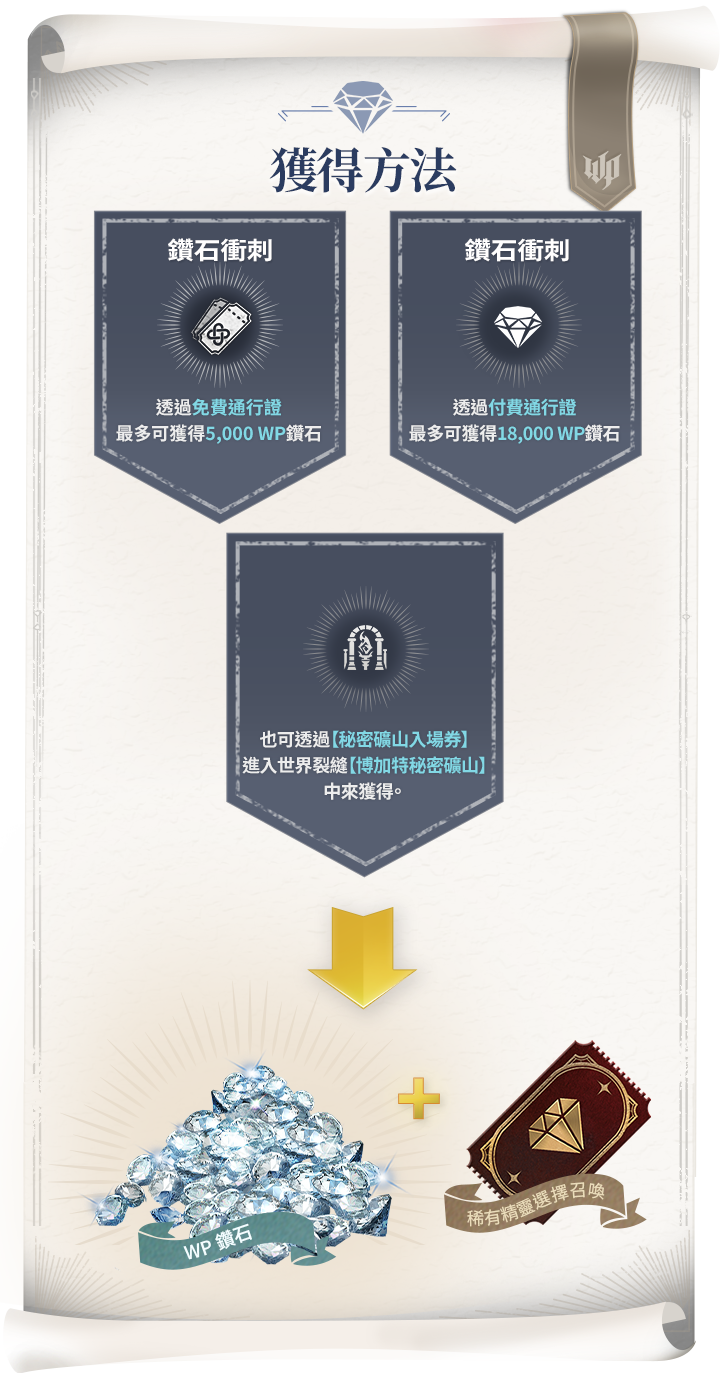 WP
獲得方法
鑽石衝刺
透過免費通行證
最多可獲得5,000 WP鑽石
鑽石衝刺
透過付費通行證
最多可獲得18,000 WP鑽石
也可透過【秘密礦山入場券】
進入世界裂縫【博加特秘密礦山】
中來獲得。
WP 鑽石
稀有精靈選擇召喚